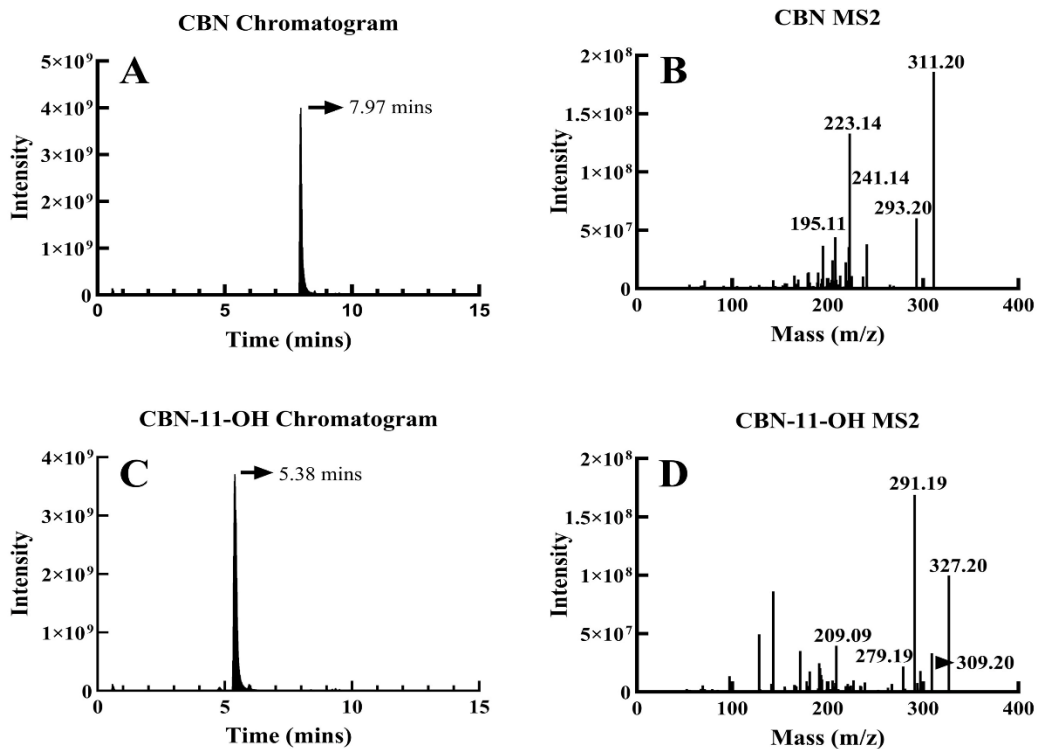 CBN Chromatogram
A
5×10⁹
4×10⁹
3×10⁹
2×10⁹
1×10⁹
0
Intensity
7.97 mins
0 5 10 15
Time (mins)
CBN MS2
B
2×10⁸
1.5×10⁸
1×10⁸
5×10⁷
0
Intensity
311.20
223.14
241.14
293.20
195.11
0 100 200 300 400
Mass (m/z)
CBN-11-OH Chromatogram
C
4×10⁹
3×10⁹
2×10⁹
1×10⁹
0
Intensity
5.38 mins
0 5 10 15
Time (mins)
CBN-11-OH MS2
D
2×10⁸
1.5×10⁸
1×10⁸
5×10⁷
0
Intensity
291.19
327.20
209.09
279.19
309.20
0 100 200 300 400
Mass (m/z)